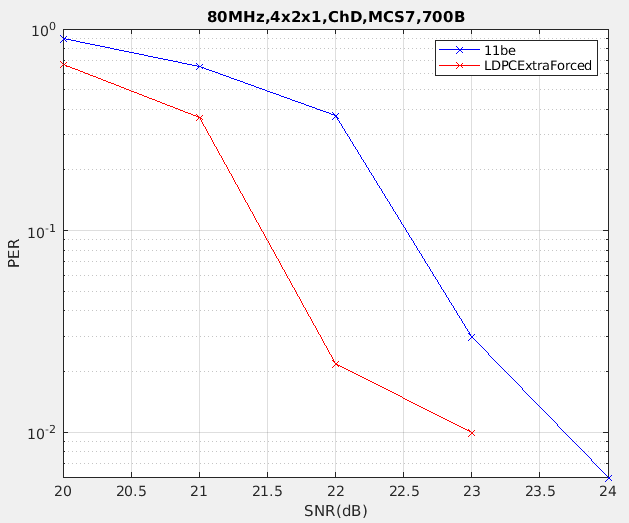 80MHz,4x2x1,ChD,MCS7,700B
11be
LDPCExtraForced
10^0
10^-1
10^-2
PER
20 20.5 21 21.5 22 22.5 23 23.5 24
SNR(dB)